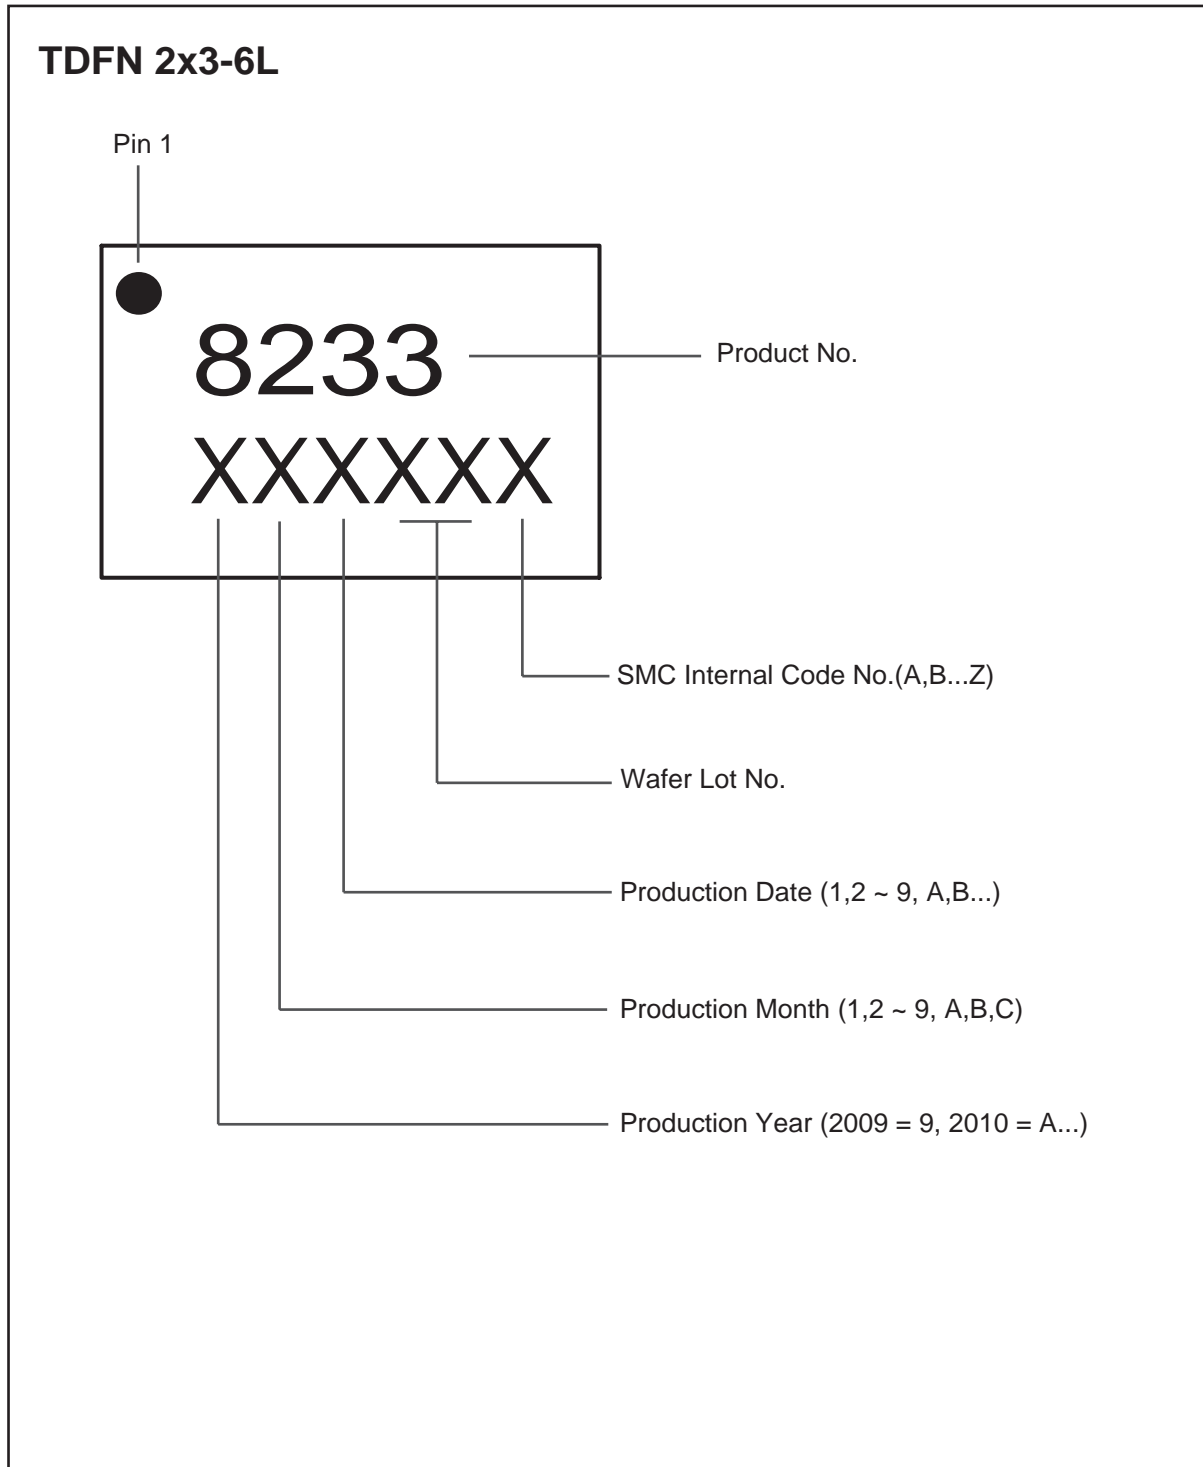 TDFN 2x3-6L
Pin 1
8233
Product No.
XXXXXX
SMC Internal Code No.(A,B...Z)
Wafer Lot No.
Production Date (1,2 ~ 9, A,B...)
Production Month (1,2 ~ 9, A,B,C)
Production Year (2009 = 9, 2010 = A...)